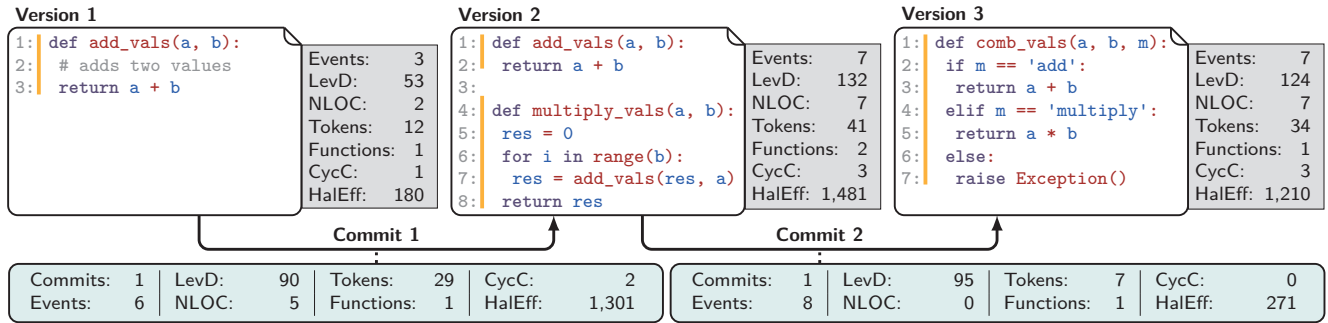 Version 1
1: def add_vals(a, b):
2: # adds two values
3: return a + b
Events: 3
LevD: 53
NLOC: 2
Tokens: 12
Functions: 1
CycC: 1
HalEff: 180
Version 2
1: def add_vals(a, b):
2: return a + b
3:
4: def multiply_vals(a, b):
5: res = 0
6: for i in range(b):
7: res = add_vals(res, a)
8: return res
Events: 7
LevD: 132
NLOC: 7
Tokens: 41
Functions: 2
CycC: 3
HalEff: 1,481
Version 3
1: def comb_vals(a, b, m):
2: if m == 'add':
3: return a + b
4: elif m == 'multiply':
5: return a * b
6: else:
7: raise Exception()
Events: 7
LevD: 124
NLOC: 7
Tokens: 34
Functions: 1
CycC: 3
HalEff: 1,210
Commit 1
Commit 2
Commits: 1 LevD: 90 Tokens: 29 CycC: 2
Events: 6 NLOC: 5 Functions: 1 HalEff: 1,301
Commits: 1 LevD: 95 Tokens: 7 CycC: 0
Events: 8 NLOC: 0 Functions: 1 HalEff: 271